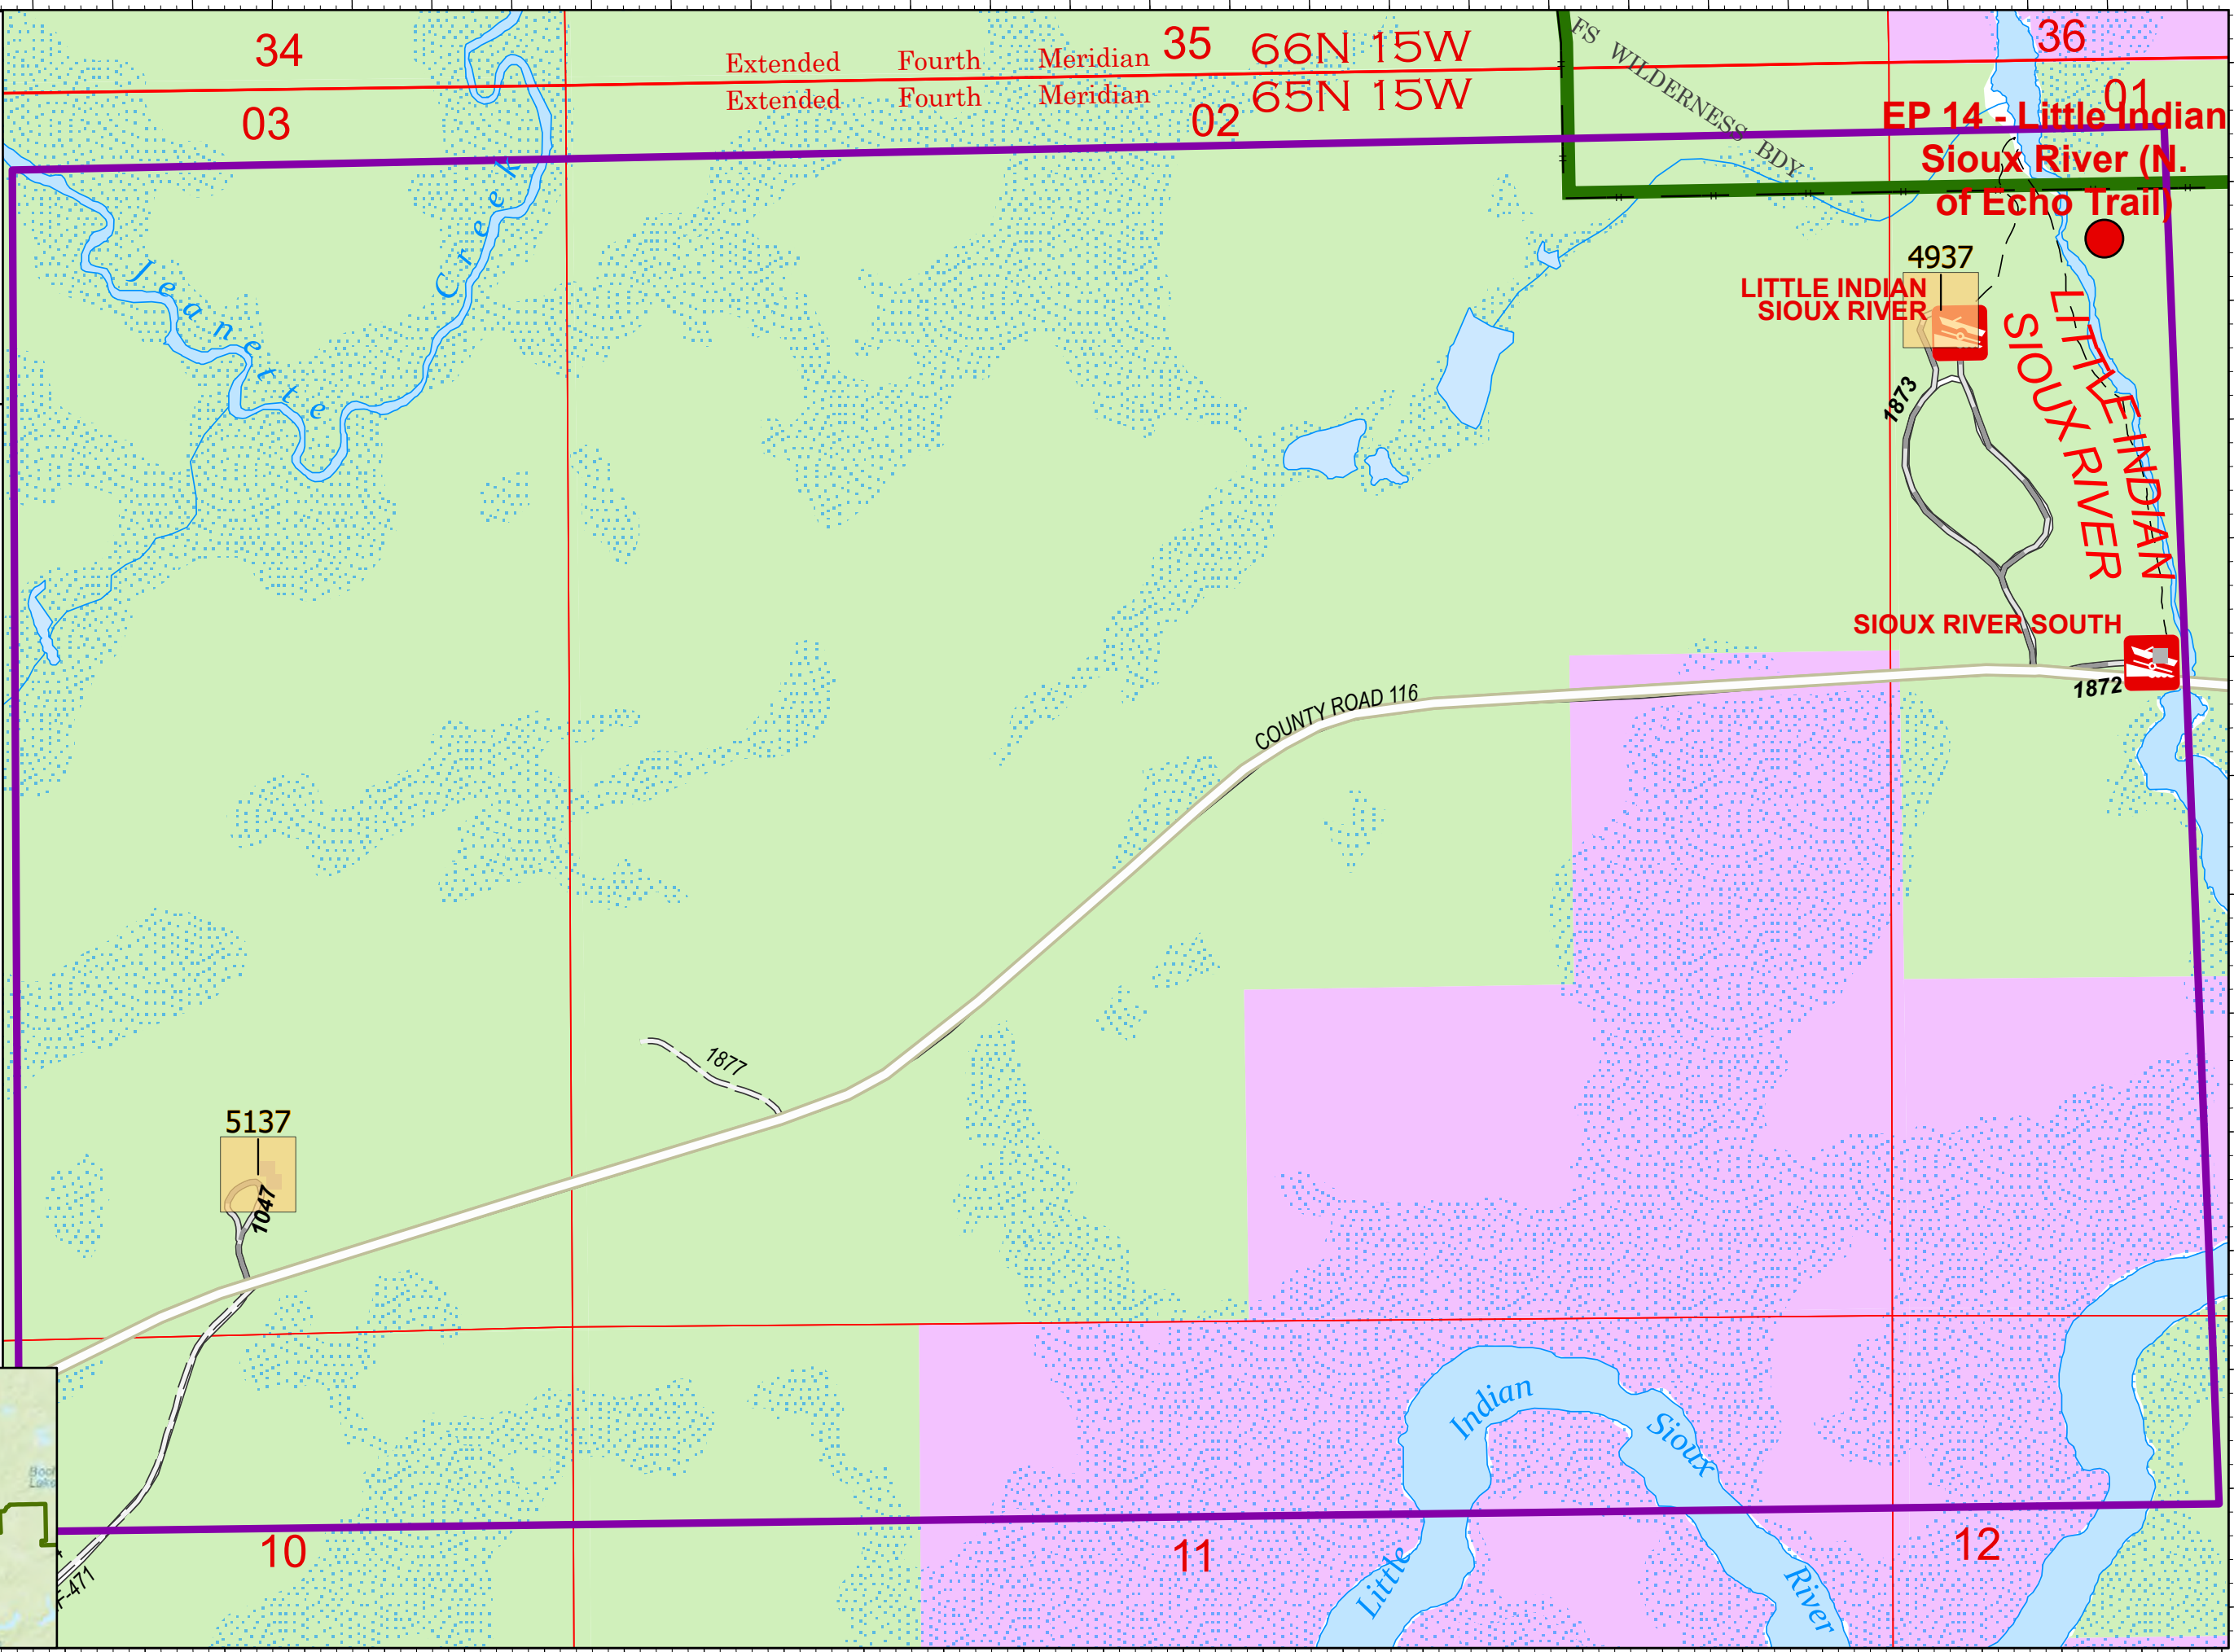 34
Extended Fourth Meridian
35
66N 15W
FS WILDERNESS BDY
36
03
Extended Fourth Meridian
02
65N 15W
01
EP 14 - Little Indian
Sioux River (N.
of Echo Trail)
Jeanette
Creek
4937
LITTLE INDIAN
SIOUX RIVER
1873
LITTLE INDIAN
SIOUX RIVER
SIOUX RIVER SOUTH
1872
COUNTY ROAD 116
1877
5137
1047
Little
Indian
Sioux
River
Lake
10
11
12
F-471